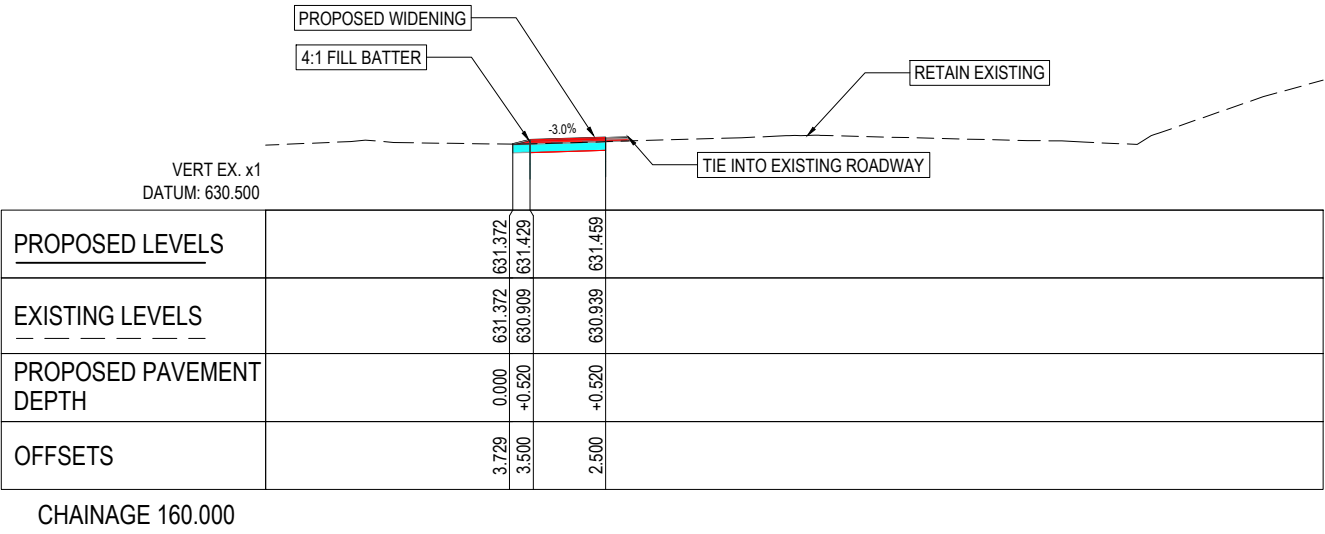 PROPOSED WIDENING
4:1 FILL BATTER
RETAIN EXISTING
-3.0%
TIE INTO EXISTING ROADWAY
VERT EX. x1
DATUM: 630.500
PROPOSED LEVELS
631.372
631.429
631.459
EXISTING LEVELS
631.372
630.909
630.939
PROPOSED PAVEMENT
DEPTH
0.000
+0.520
+0.520
OFFSETS
3.729
3.500
2.500
CHAINAGE 160.000